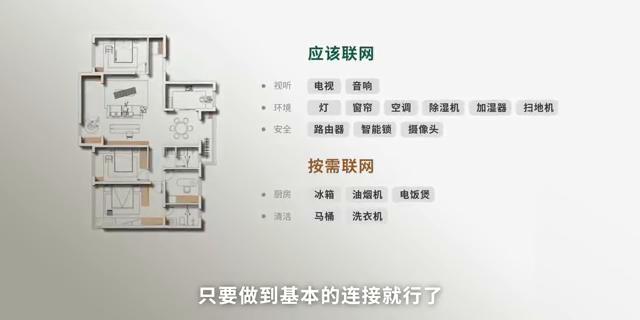 应该联网
视听 电视 音响
环境 灯 窗帘 空调 除湿机 加湿器 扫地机
安全 路由器 智能锁 摄像头
按需联网
厨房 冰箱 油烟机 电饭煲
清洁 马桶 洗衣机
只要做到基本的连接就行了